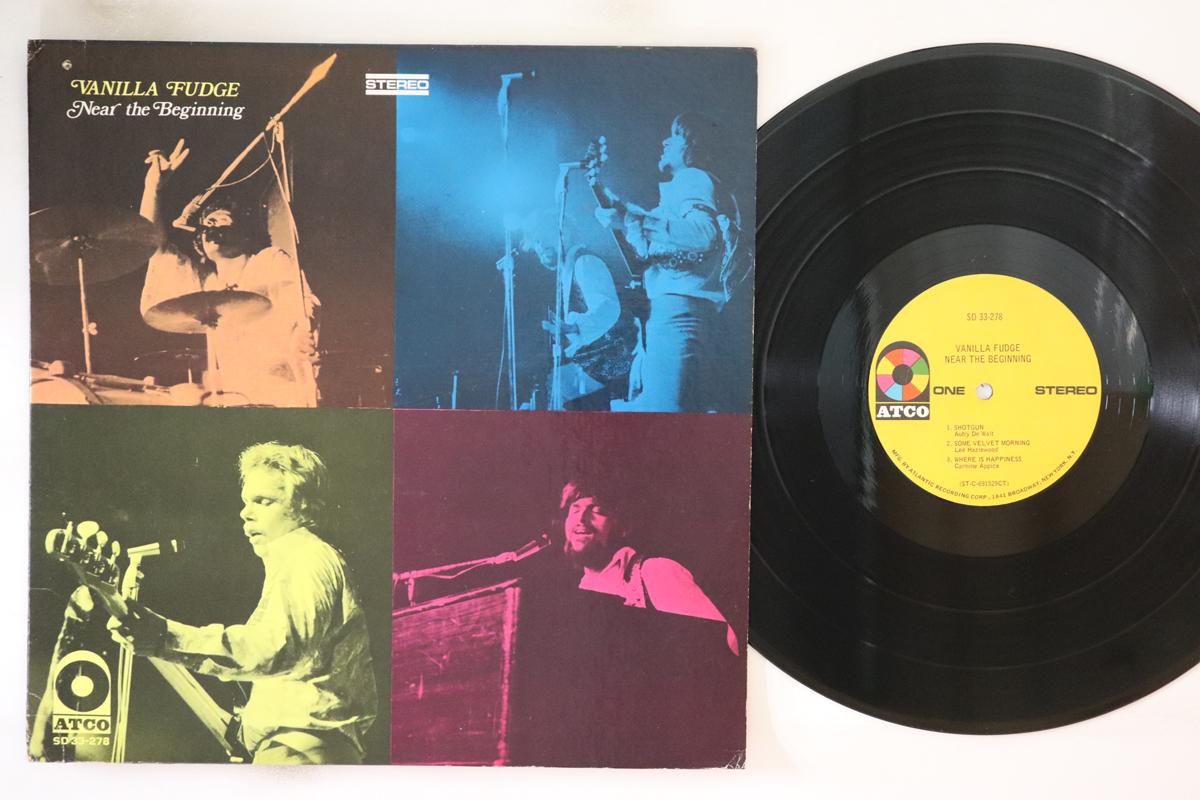 VANILLA FUDGE
Near the Beginning
STEREO
ATCO
SD 33-278
SD 33-278
VANILLA FUDGE
NEAR THE BEGINNING
ATCO
ONE
STEREO
1. SHOTGUN
Autry De Walt
2. SOME VELVET MORNING
Lee Hazlewood
3. WHERE IS HAPPINESS
Carmine Appice
(ST-C-691529CT)
MFG. BY ATLANTIC RECORDING CORP., 1841 BROADWAY, NEW YORK, N.Y.